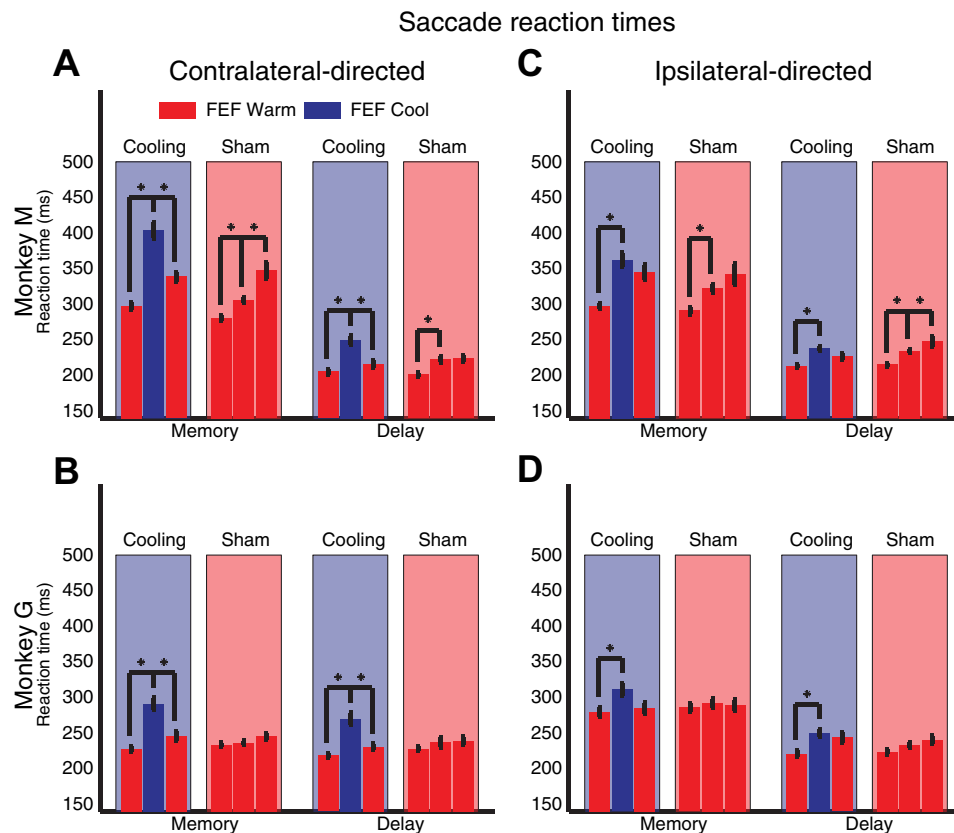 Saccade reaction times
A
Contralateral-directed
FEF Warm
FEF Cool
Cooling
Sham
Cooling
Sham
Monkey M
Reaction time (ms)
500
450
400
350
300
250
200
150
* *
* *
* *
*
Memory
Delay
C
Ipsilateral-directed
Cooling
Sham
Cooling
Sham
500
450
400
350
300
250
200
150
*
*
*
* *
Memory
Delay
B
Cooling
Sham
Cooling
Sham
Monkey G
Reaction time (ms)
500
450
400
350
300
250
200
150
* *
* *
Memory
Delay
D
Cooling
Sham
Cooling
Sham
500
450
400
350
300
250
200
150
*
*
Memory
Delay